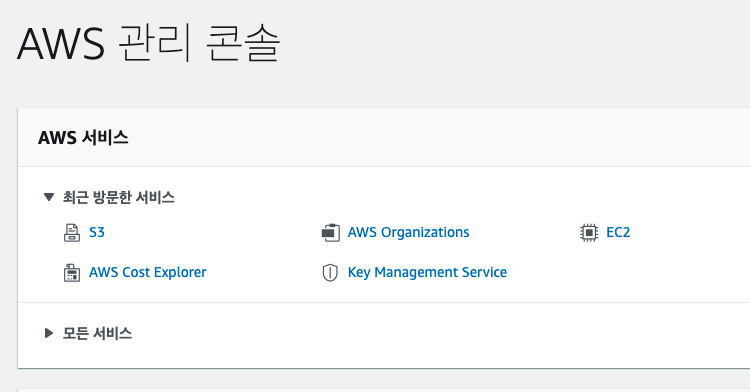 AWS 관리 콘솔
AWS 서비스
최근 방문한 서비스
S3
AWS Organizations
EC2
AWS Cost Explorer
Key Management Service
모든 서비스